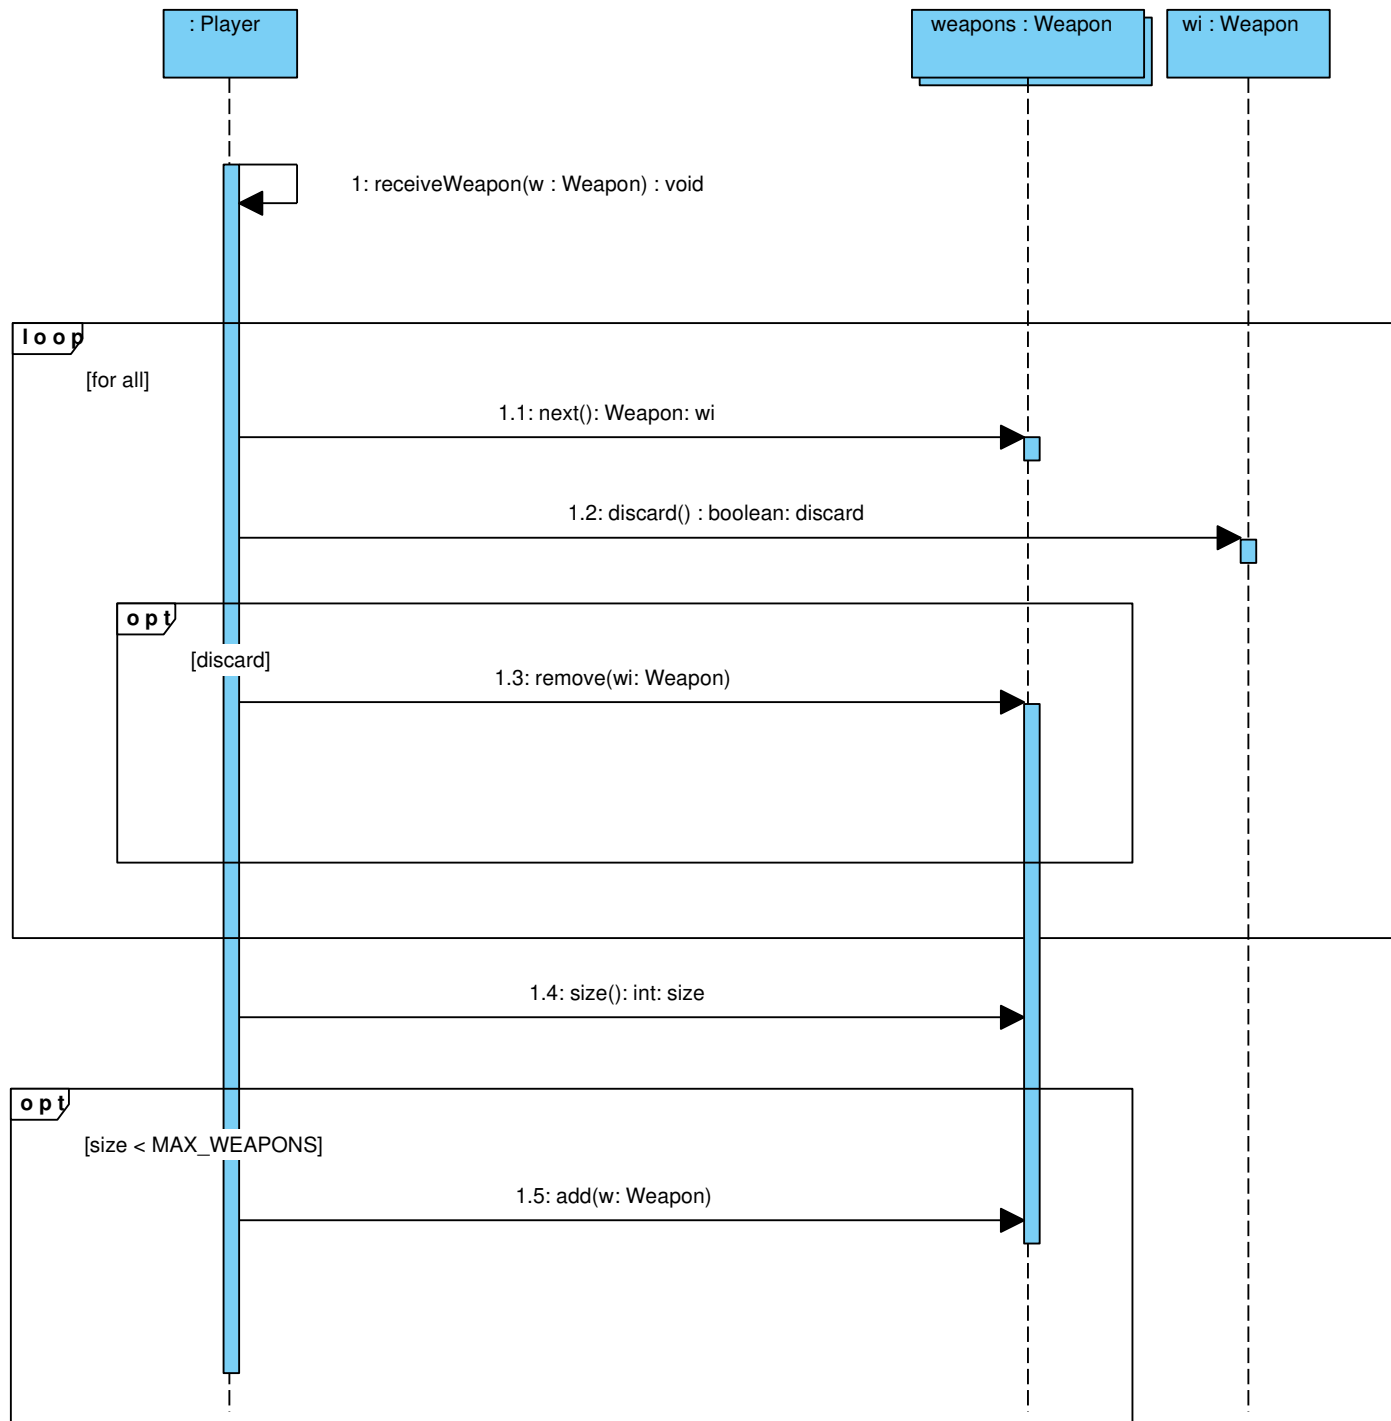 : Player
weapons : Weapon
wi : Weapon
1: receiveWeapon(w : Weapon) : void
loop
[for all]
1.1: next(): Weapon: wi
1.2: discard() : boolean: discard
opt
[discard]
1.3: remove(wi: Weapon)
1.4: size(): int: size
opt
[size < MAX_WEAPONS]
1.5: add(w: Weapon)